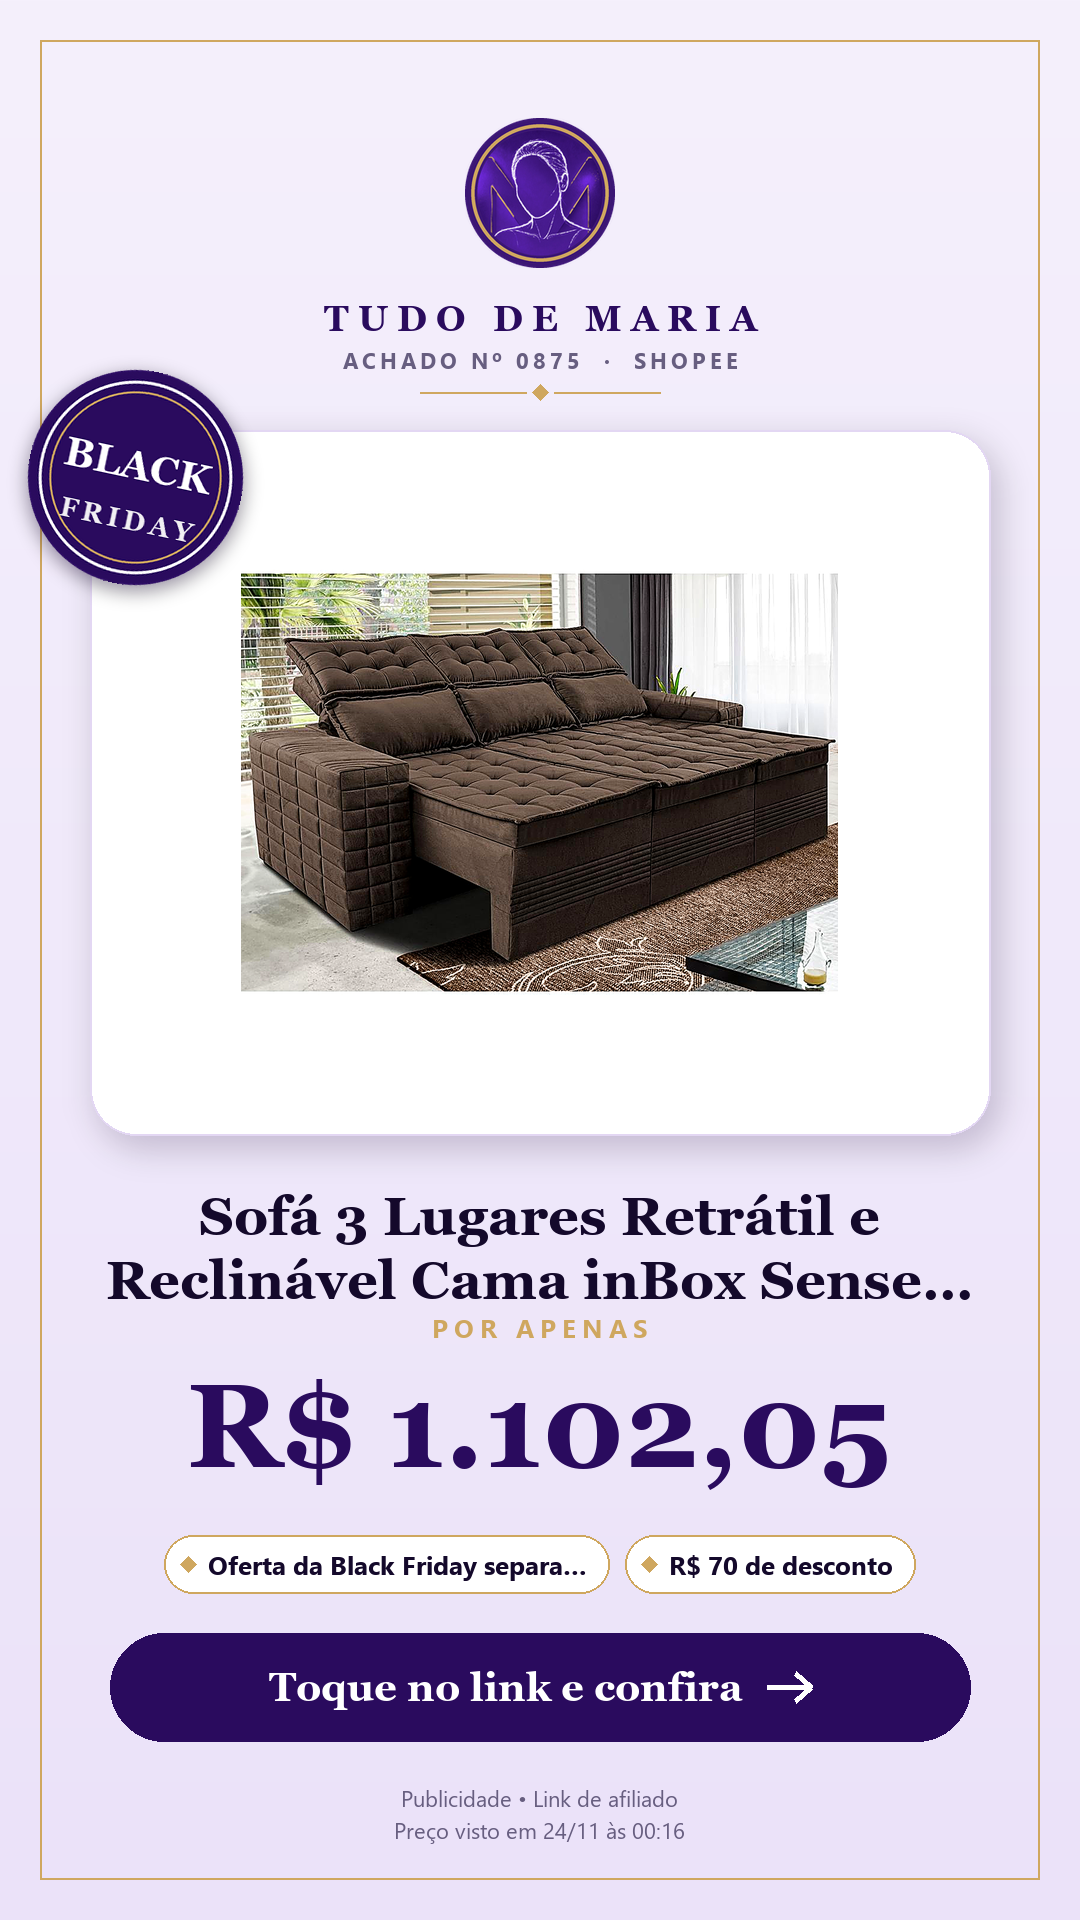 TUDO DE MARIA
ACHADO Nº 0875 · SHOPEE
BLACK
FRIDAY
Sofá 3 Lugares Retrátil e
Reclinável Cama inBox Sense...
POR APENAS
R$ 1.102,05
Oferta da Black Friday separa...
R$ 70 de desconto
Toque no link e confira →
Publicidade • Link de afiliado
Preço visto em 24/11 às 00:16